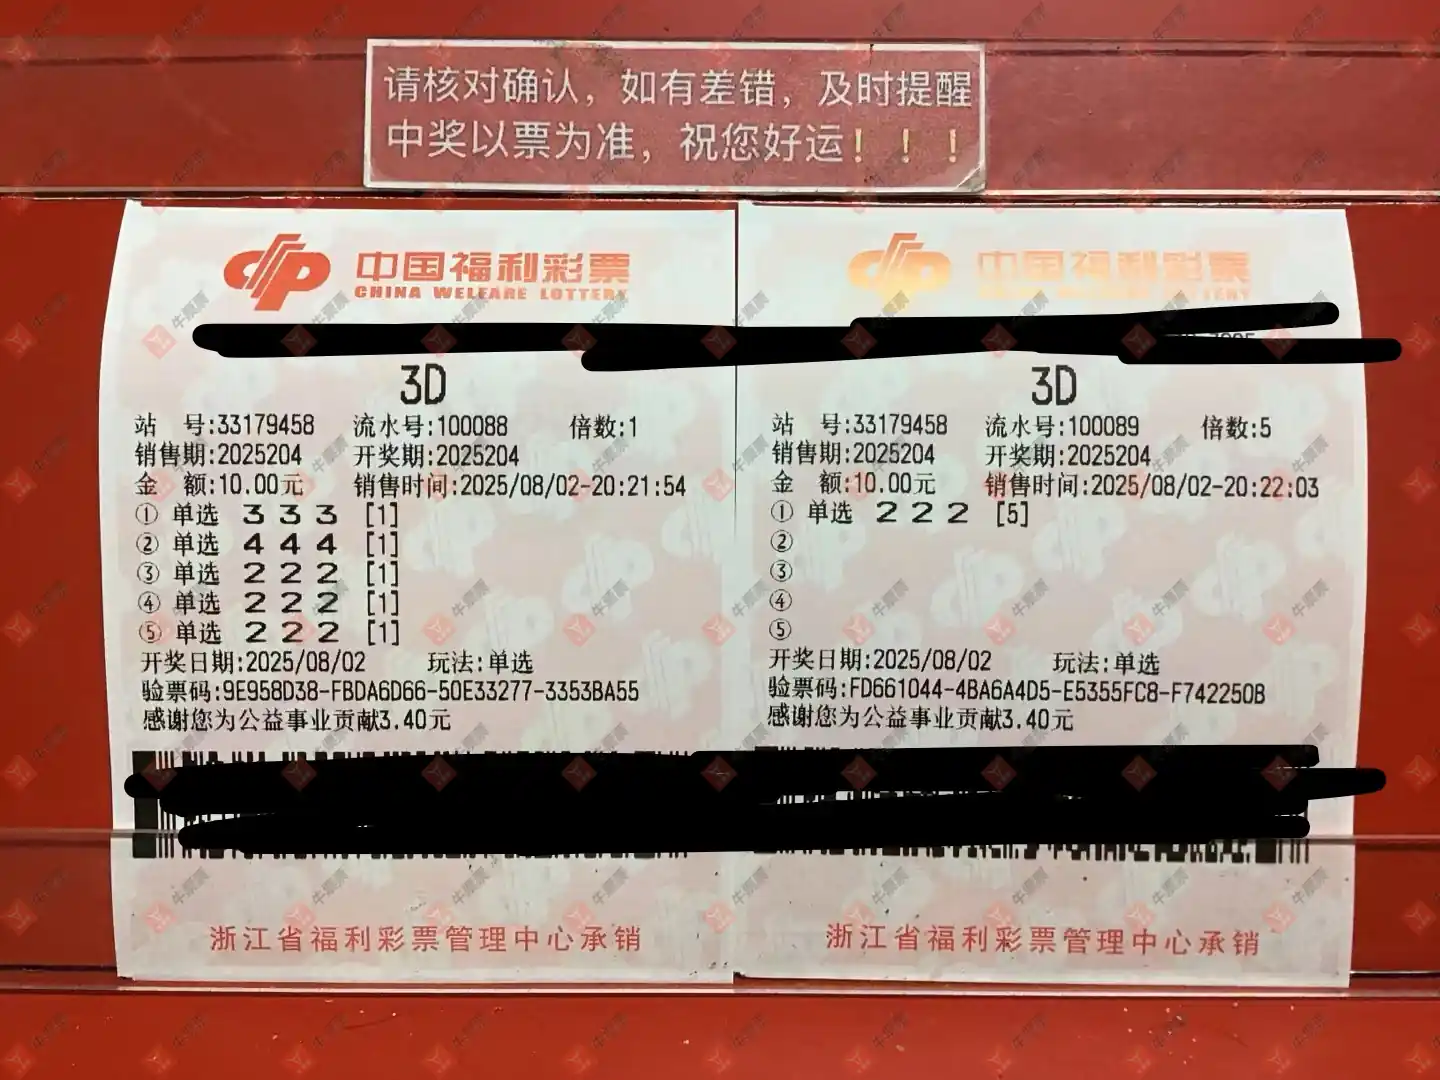 请核对确认，如有差错，及时提醒
中奖以票为准，祝您好运！！！
中国福利彩票
CHINA WELFARE LOTTERY
3D
站 号:33179458 流水号:100088 倍数:1
销售期:2025204 开奖期:2025204
金 额:10.00元 销售时间:2025/08/02-20:21:54
① 单选 3 3 3 [1]
② 单选 4 4 4 [1]
③ 单选 2 2 2 [1]
④ 单选 2 2 2 [1]
⑤ 单选 2 2 2 [1]
开奖日期:2025/08/02 玩法:单选
验票码:9E958D38-FBDA6D66-50E33277-3353BA55
感谢您为公益事业贡献3.40元
浙江省福利彩票管理中心承销
中国福利彩票
CHINA WELFARE LOTTERY
3D
站 号:33179458 流水号:100089 倍数:5
销售期:2025204 开奖期:2025204
金 额:10.00元 销售时间:2025/08/02-20:22:03
① 单选 2 2 2 [5]
②
③
④
⑤
开奖日期:2025/08/02 玩法:单选
验票码:FD661044-4BA6A4D5-E5355FC8-F742250B
感谢您为公益事业贡献3.40元
浙江省福利彩票管理中心承销
牛票票